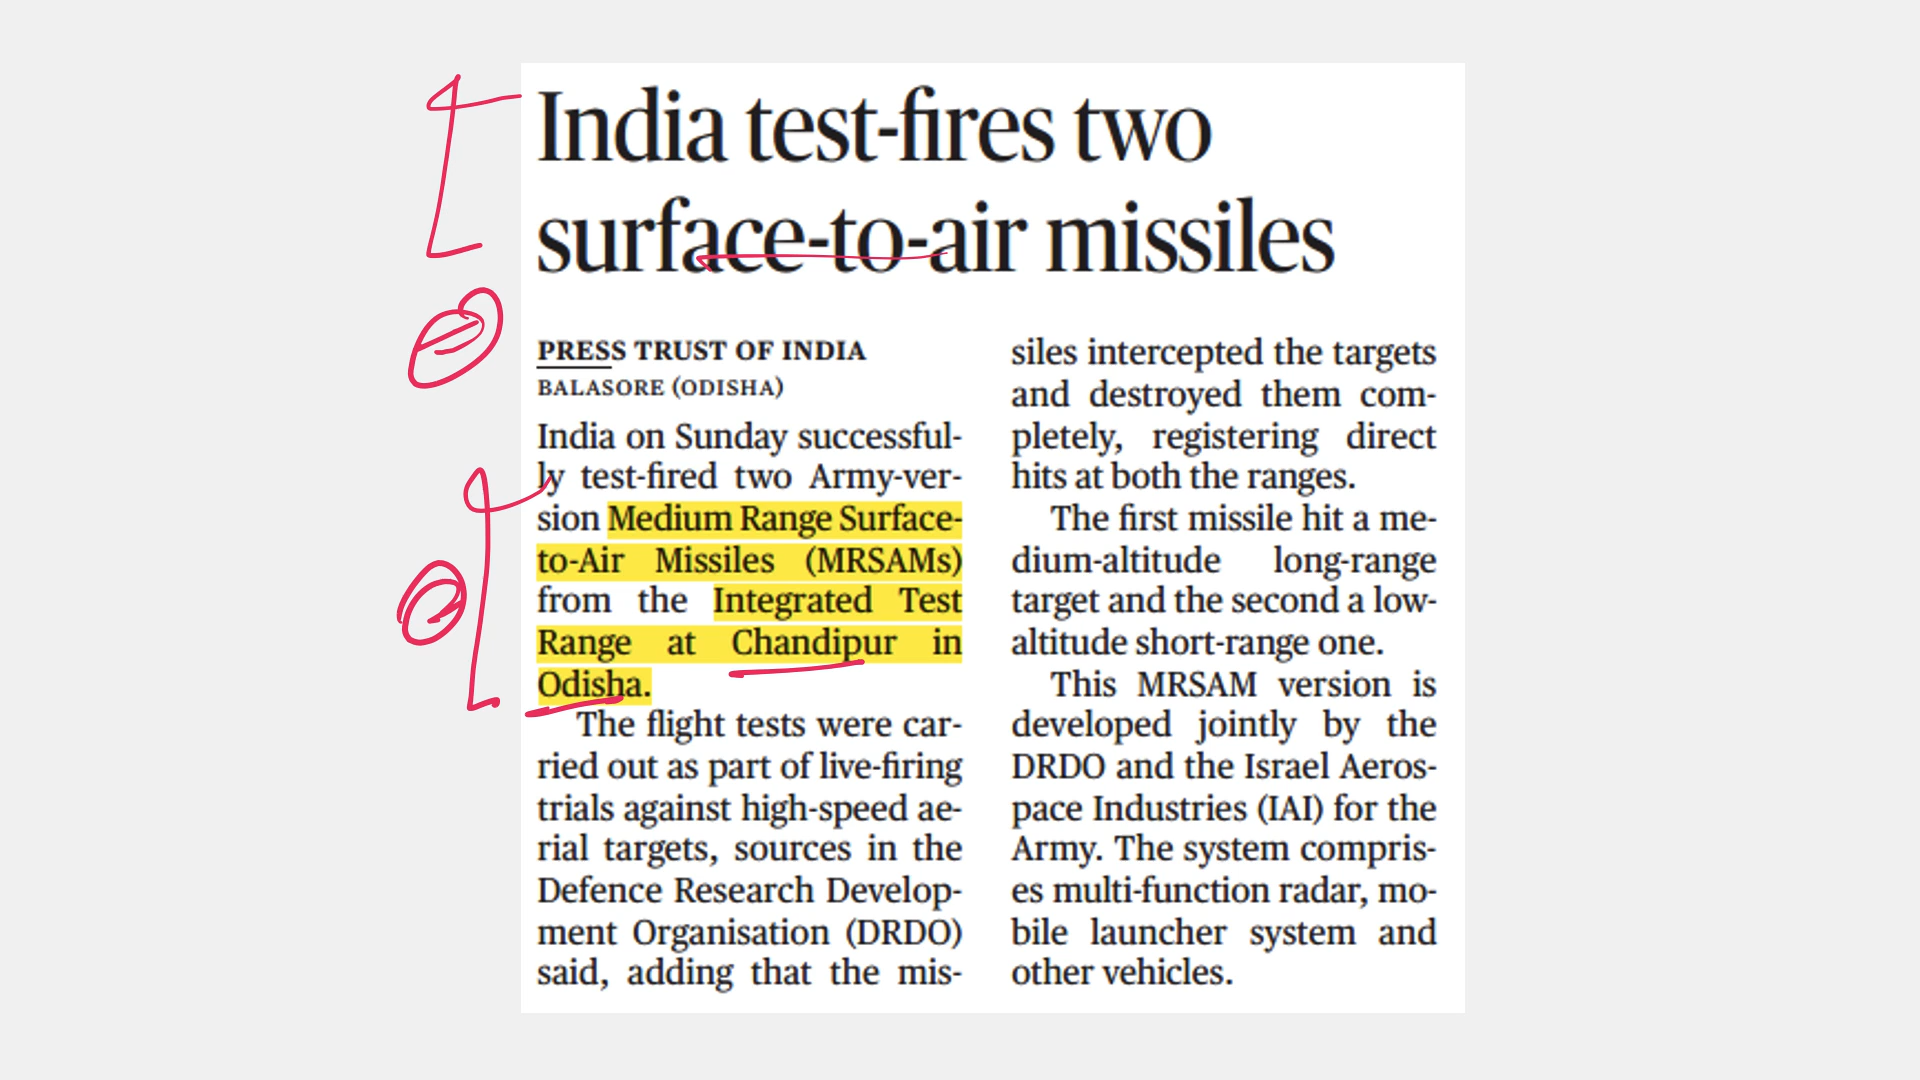 India test-fires two
surface-to-air missiles
PRESS TRUST OF INDIA
BALASORE (ODISHA)
India on Sunday successful-
ly test-fired two Army-ver-
sion Medium Range Surface-
to-Air Missiles (MRSAMs)
from the Integrated Test
Range at Chandipur in
Odisha.
The flight tests were car-
ried out as part of live-firing
trials against high-speed ae-
rial targets, sources in the
Defence Research Develop-
ment Organisation (DRDO)
said, adding that the mis-
siles intercepted the targets
and destroyed them com-
pletely, registering direct
hits at both the ranges.
The first missile hit a me-
dium-altitude long-range
target and the second a low-
altitude short-range one.
This MRSAM version is
developed jointly by the
DRDO and the Israel Aeros-
pace Industries (IAI) for the
Army. The system compris-
es multi-function radar, mo-
bile launcher system and
other vehicles.